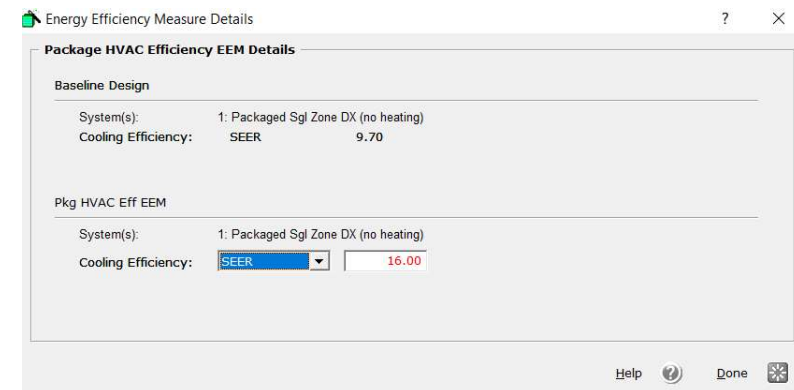 Energy Efficiency Measure Details ? ×
Package HVAC Efficiency EEM Details
Baseline Design
System(s): 1: Packaged Sgl Zone DX (no heating)
Cooling Efficiency: SEER 9.70
Pkg HVAC Eff EEM
System(s): 1: Packaged Sgl Zone DX (no heating)
Cooling Efficiency: SEER 16.00
Help ? Done